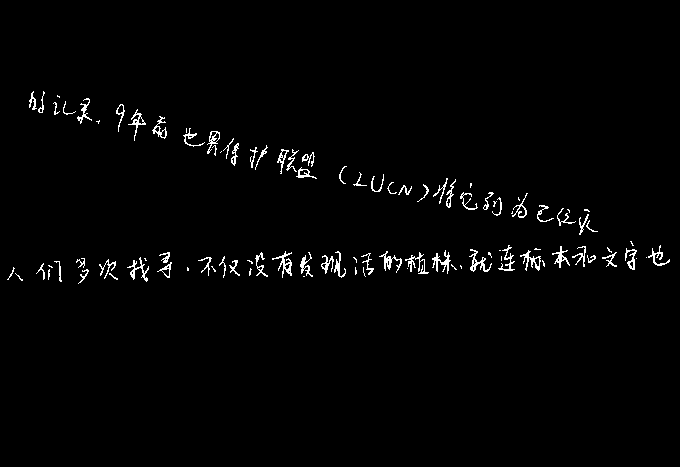 的记录.9年前世界保护联盟(IUCN)将它列为已经灭
人们多次找寻.不仅没有发现活的植株.就连标本和文字也